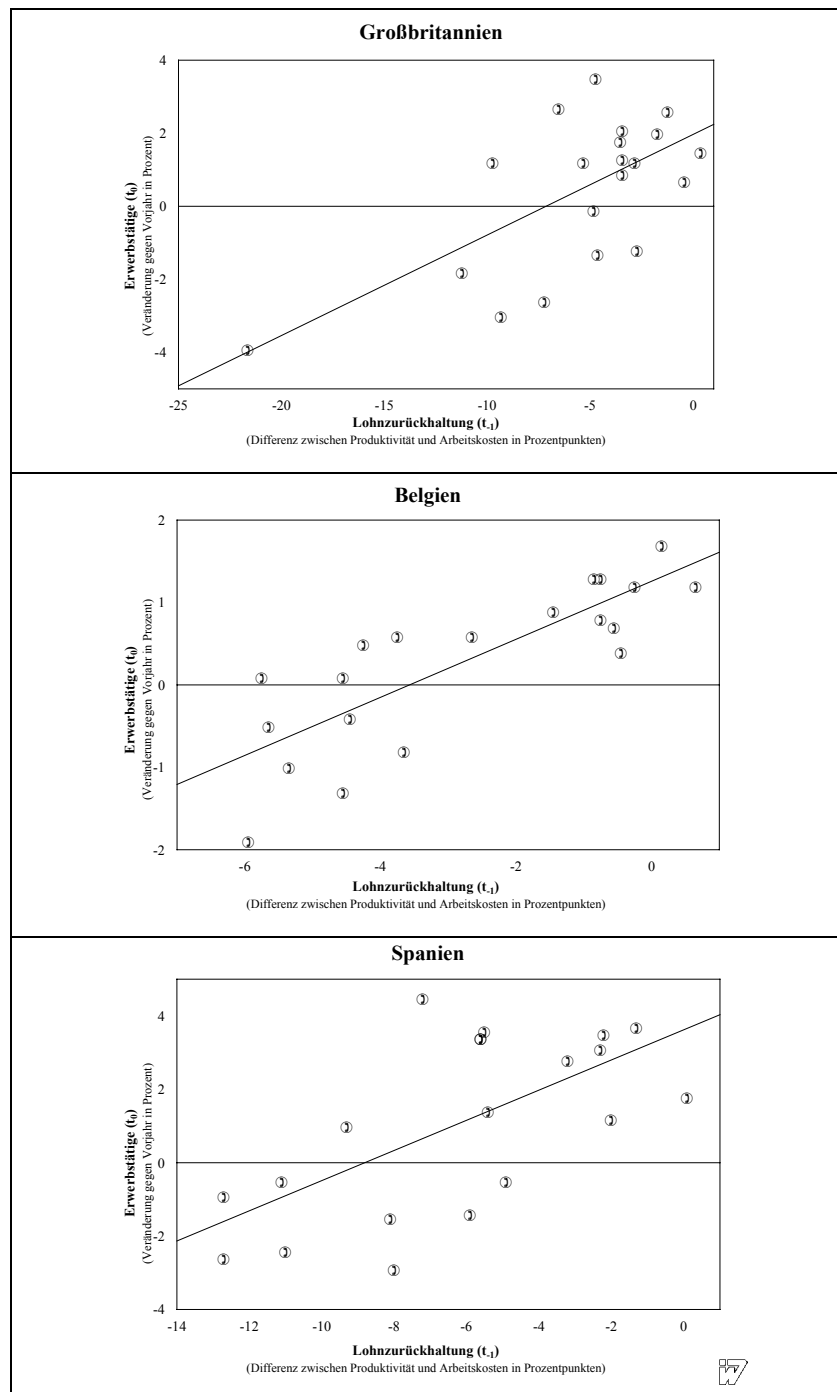 Großbritannien
4
2
0
-2
-4
Erwerbstätige (t0)
(Veränderung gegen Vorjahr in Prozent)
-25 -20 -15 -10 -5 0
Lohnzurückhaltung (t-1)
(Differenz zwischen Produktivität und Arbeitskosten in Prozentpunkten)
Belgien
2
1
0
-1
-2
Erwerbstätige (t0)
(Veränderung gegen Vorjahr in Prozent)
-6 -4 -2 0
Lohnzurückhaltung (t-1)
(Differenz zwischen Produktivität und Arbeitskosten in Prozentpunkten)
Spanien
4
2
0
-2
-4
Erwerbstätige (t0)
(Veränderung gegen Vorjahr in Prozent)
-14 -12 -10 -8 -6 -4 -2 0
Lohnzurückhaltung (t-1)
(Differenz zwischen Produktivität und Arbeitskosten in Prozentpunkten)
iw